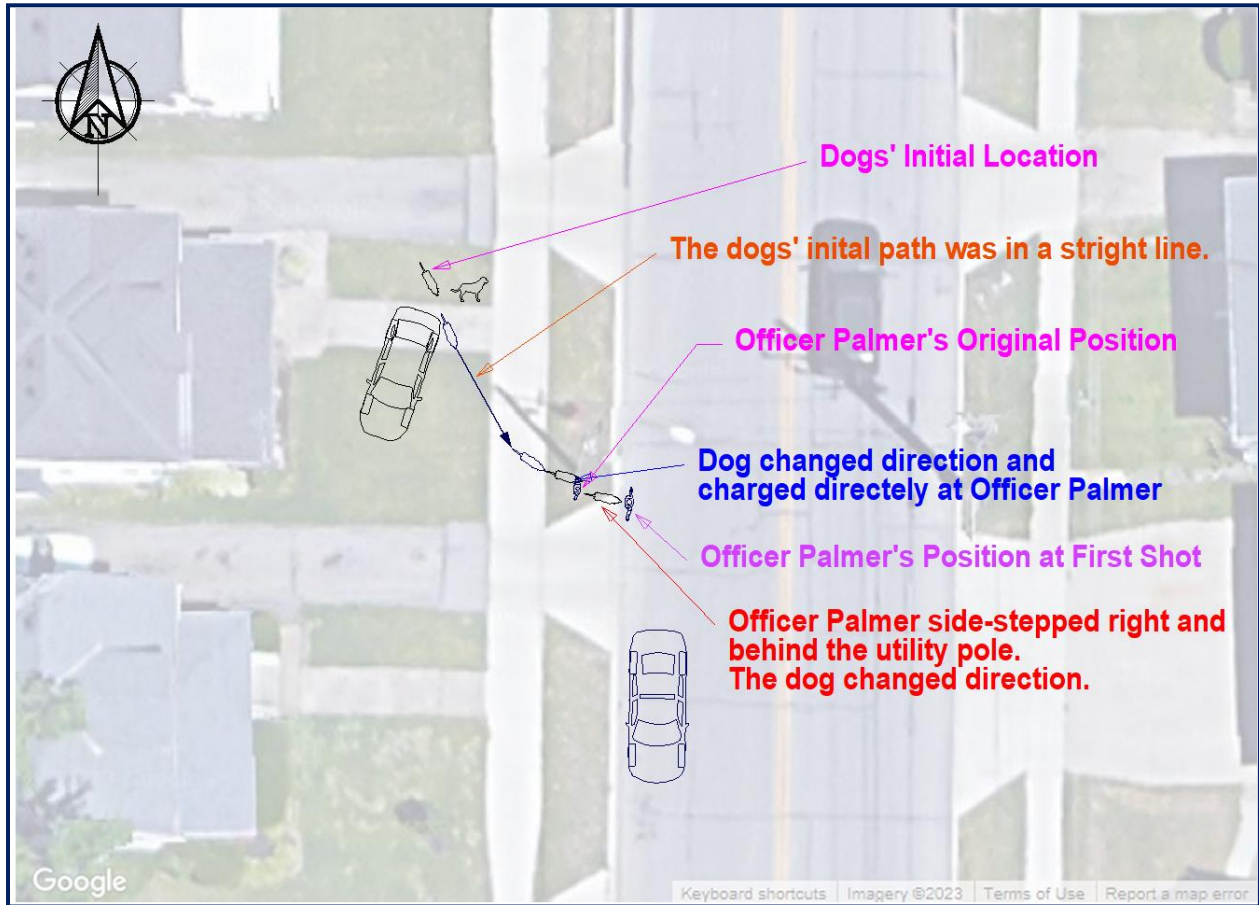 N
Dogs' Initial Location
The dogs' inital path was in a stright line.
Officer Palmer's Original Position
Dog changed direction and
charged directely at Officer Palmer
Officer Palmer's Position at First Shot
Officer Palmer side-stepped right and
behind the utility pole.
The dog changed direction.
Google
Keyboard shortcuts Imagery ©2023 Terms of Use Report a map error